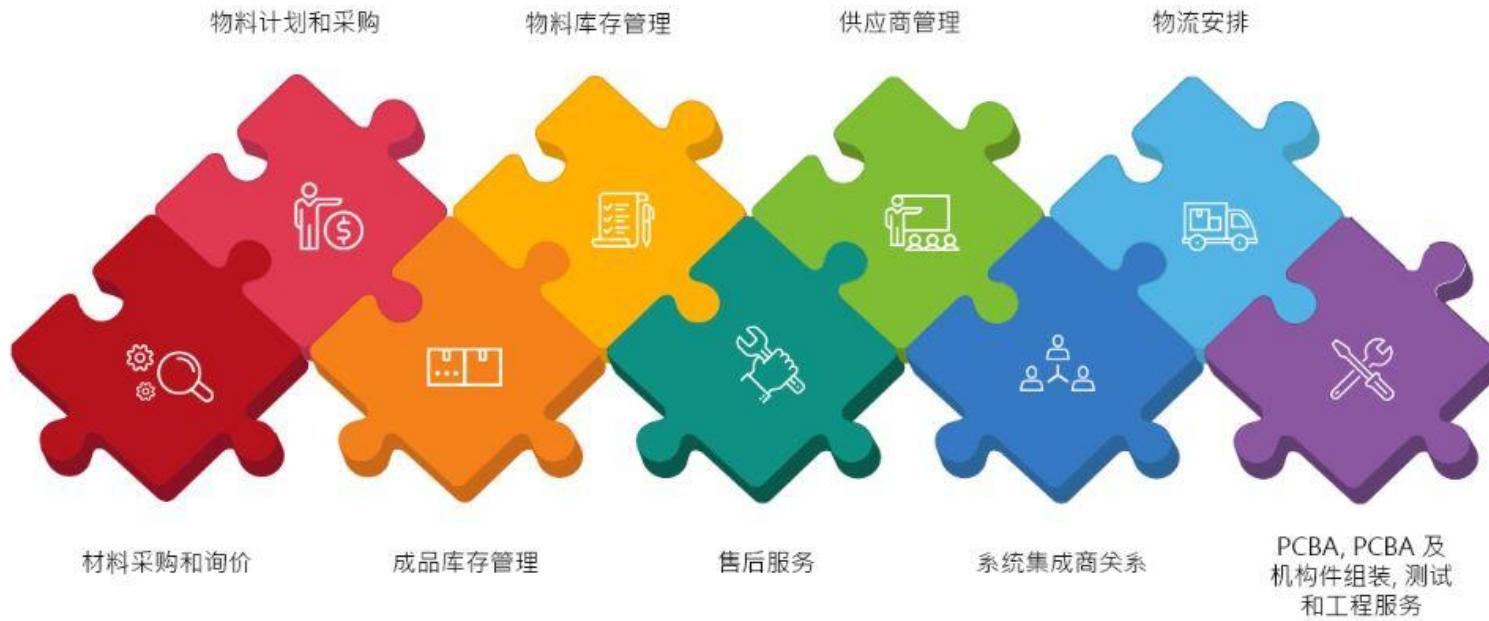 物料计划和采购
物料库存管理
供应商管理
物流安排
材料采购和询价
成品库存管理
售后服务
系统集成商关系
PCBA, PCBA 及
机构件组装, 测试
和工程服务